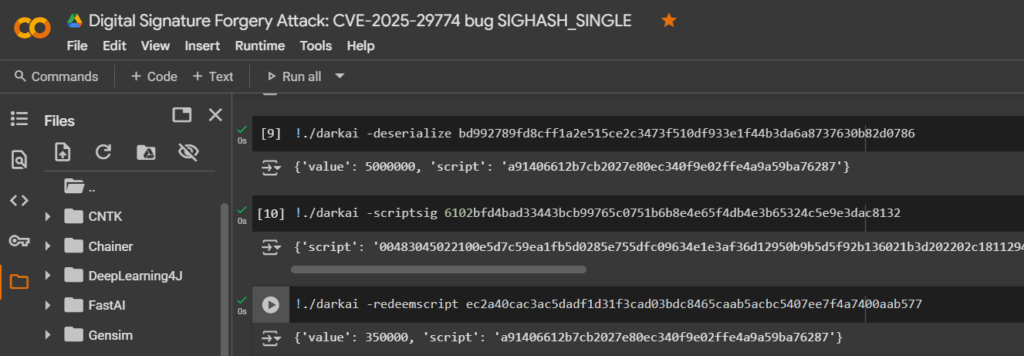 Digital Signature Forgery Attack: CVE-2025-29774 bug SIGHASH_SINGLE
File Edit View Insert Runtime Tools Help
Commands + Code + Text Run all
Files
[9] !./darkai -deserialize bd992789fd8cff1a2e515ce2c3473f510df933e1f44b3da6a8737630b82d0786
0s
{'value': 5000000, 'script': 'a91406612b7cb2027e80ec340f9e02ffe4a9a59ba76287'}
..
[10] !./darkai -scriptsig 6102bfd4bad33443bcb99765c0751b6b8e4e65f4db4e3b65324c5e9e3dac8132
0s
CNTK
Chainer
{'script': '00483045022100e5d7c59ea1fb5d0285e755dfc09634e1e3af36d12950b9b5d5f92b136021b3d202202c1811294
DeepLearning4J
FastAI
!./darkai -redeemscript ec2a40cac3ac5dadf1d31f3cad03bdc8465caab5acbc5407ee7f4a7400aab577
0s
Gensim
{'value': 350000, 'script': 'a91406612b7cb2027e80ec340f9e02ffe4a9a59ba76287'}